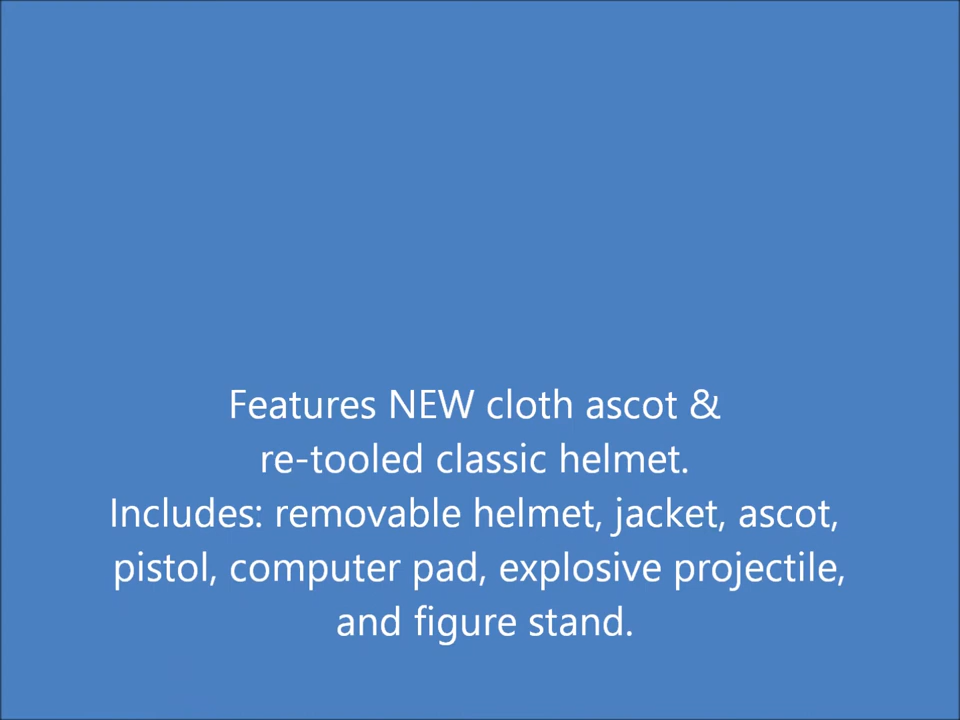 Features NEW cloth ascot &
re-tooled classic helmet.
Includes: removable helmet, jacket, ascot,
pistol, computer pad, explosive projectile,
and figure stand.